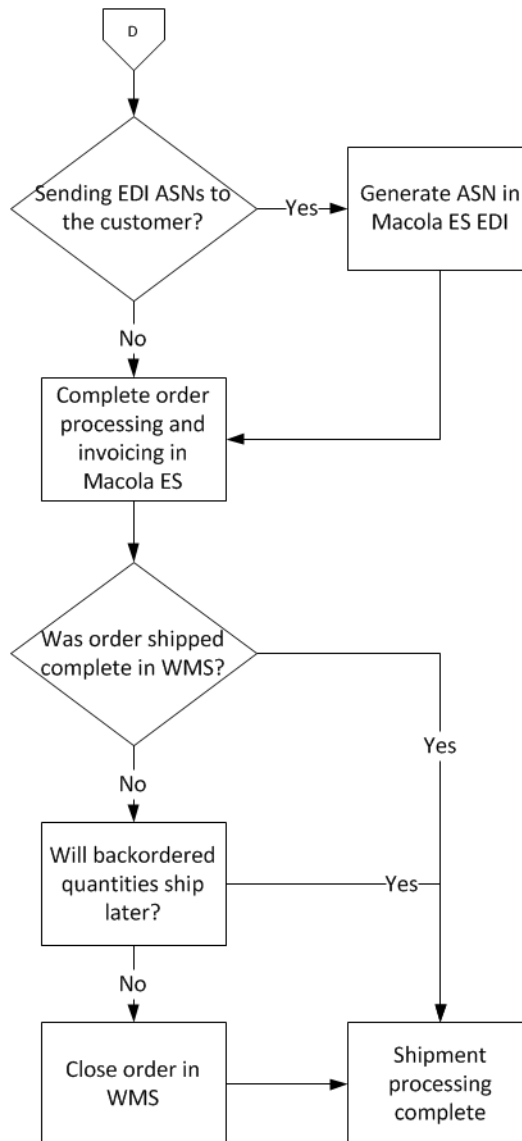 D
Sending EDI ASNs to
the customer?
Yes
Generate ASN in
Macola ES EDI
No
Complete order
processing and
invoicing in
Macola ES
Was order shipped
complete in WMS?
Yes
No
Will backordered
quantities ship
later?
Yes
No
Close order in
WMS
Shipment
processing
complete